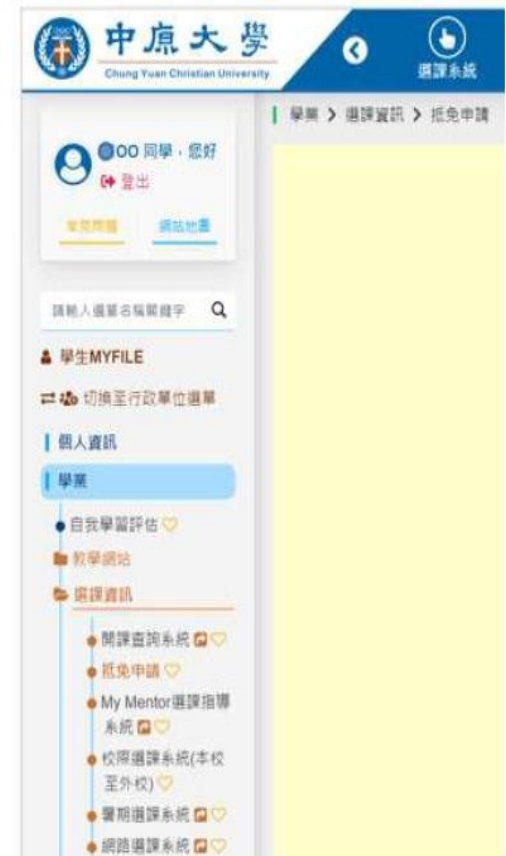 中原大學
Chung Yuan Christian University
選課系統
學業 > 選課資訊 > 抵免申請
OO 同學，您好
登出
常見問題 網站地圖
請輸入選單名稱關鍵字
學生MYFILE
切換至行政單位選單
個人資訊
學業
自我學習評估
教學網站
選課資訊
開課查詢系統
抵免申請
My Mentor選課指導
系統
校際選課系統(本校
至外校)
暑期選課系統
網路選課系統